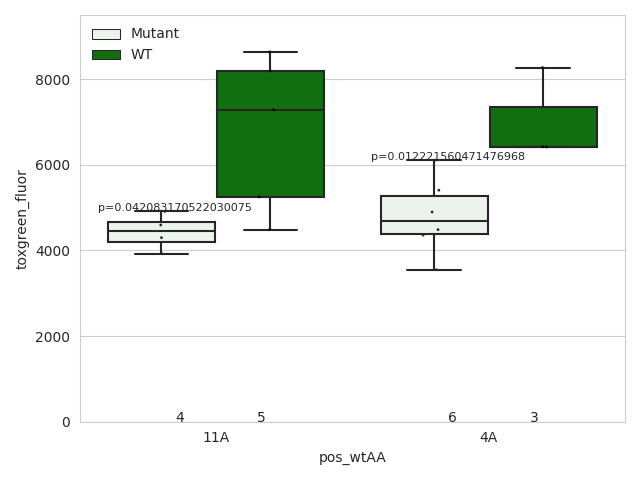 Mutant
WT
8000
6000
4000
2000
0
toxgreen_fluor
p=0.042083170522030075
p=0.012221560471476968
4
5
6
3
11A
4A
pos_wtAA